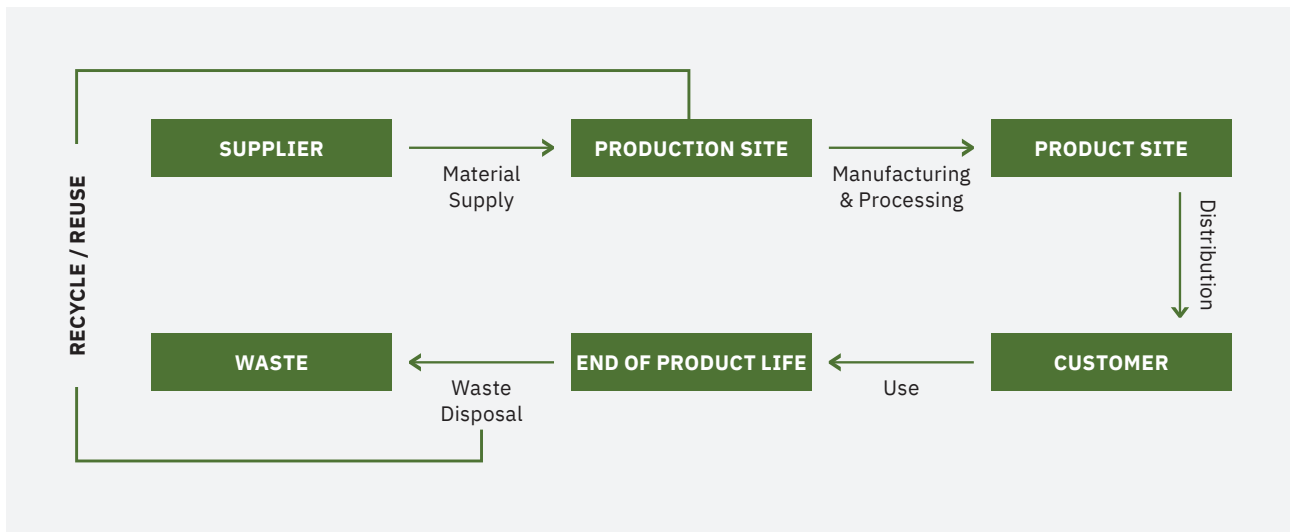 SUPPLIER
Material
Supply
PRODUCTION SITE
Manufacturing
& Processing
PRODUCT SITE
Distribution
RECYCLE / REUSE
WASTE
Waste
Disposal
END OF PRODUCT LIFE
Use
CUSTOMER